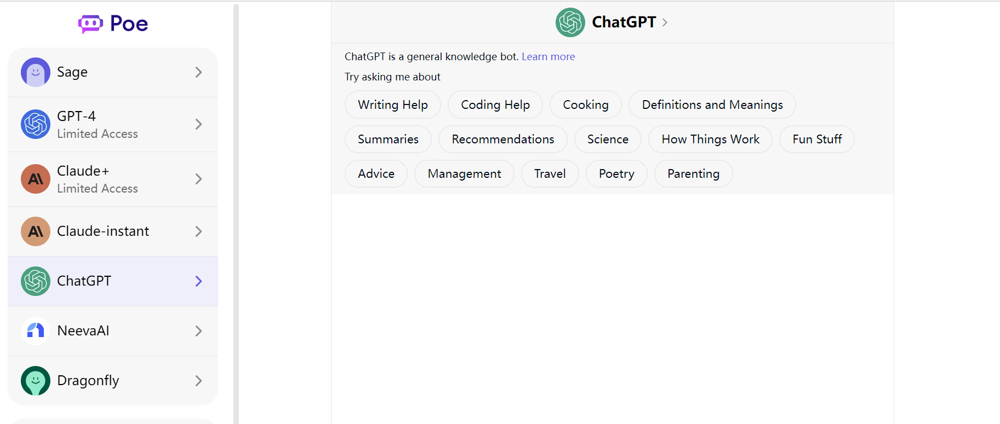 Poe
Sage
GPT-4
Limited Access
Claude+
Limited Access
Claude-instant
ChatGPT
NeevaAI
Dragonfly
ChatGPT
ChatGPT is a general knowledge bot. Learn more
Try asking me about
Writing Help Coding Help Cooking Definitions and Meanings
Summaries Recommendations Science How Things Work Fun Stuff
Advice Management Travel Poetry Parenting